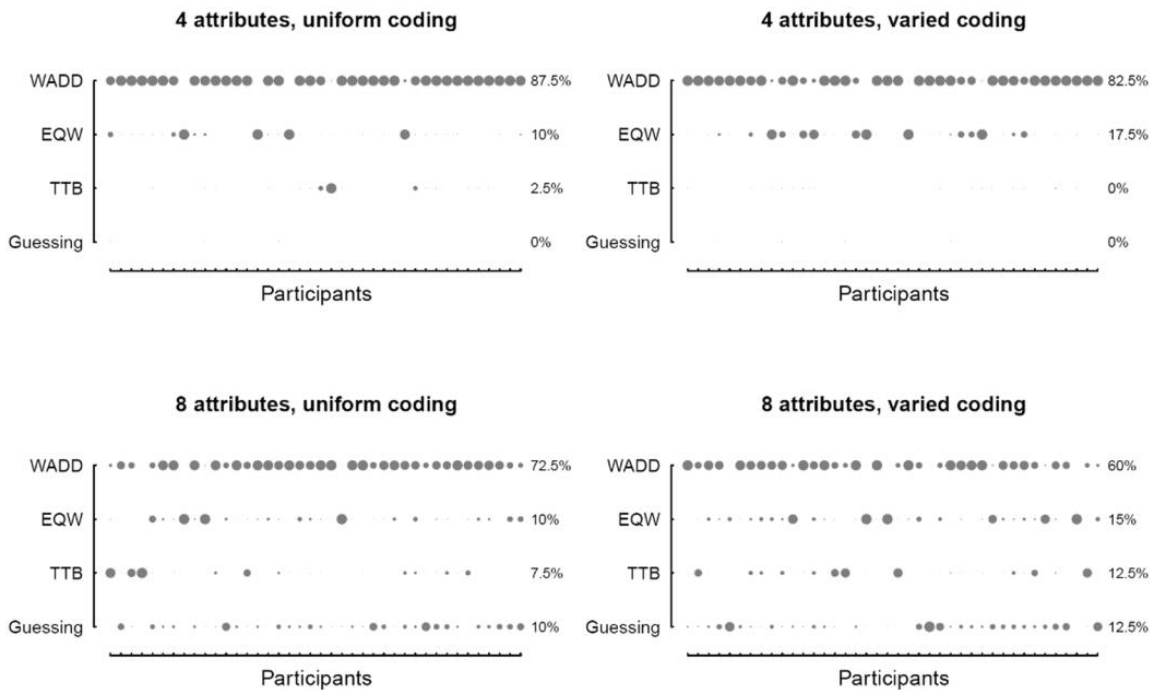 4 attributes, uniform coding
WADD 87.5%
EQW 10%
TTB 2.5%
Guessing 0%
Participants
4 attributes, varied coding
WADD 82.5%
EQW 17.5%
TTB 0%
Guessing 0%
Participants
8 attributes, uniform coding
WADD 72.5%
EQW 10%
TTB 7.5%
Guessing 10%
Participants
8 attributes, varied coding
WADD 60%
EQW 15%
TTB 12.5%
Guessing 12.5%
Participants